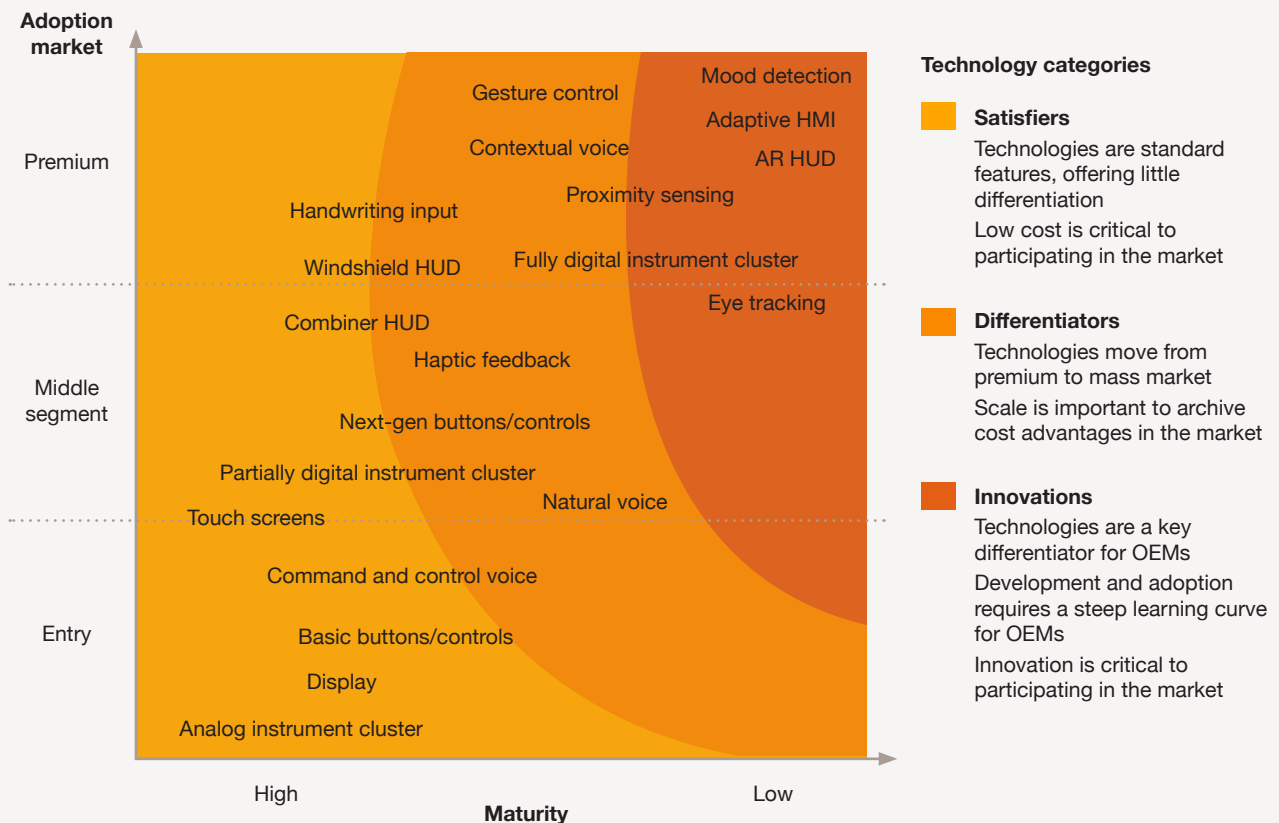 Adoption
market
Premium
Middle
segment
Entry
Mood detection
Gesture control
Adaptive HMI
Contextual voice
AR HUD
Proximity sensing
Handwriting input
Fully digital instrument cluster
Windshield HUD
Eye tracking
Combiner HUD
Haptic feedback
Next-gen buttons/controls
Partially digital instrument cluster
Natural voice
Touch screens
Command and control voice
Basic buttons/controls
Display
Analog instrument cluster
High
Low
Maturity
Technology categories
Satisfiers
Technologies are standard
features, offering little
differentiation
Low cost is critical to
participating in the market
Differentiators
Technologies move from
premium to mass market
Scale is important to archive
cost advantages in the market
Innovations
Technologies are a key
differentiator for OEMs
Development and adoption
requires a steep learning curve
for OEMs
Innovation is critical to
participating in the market